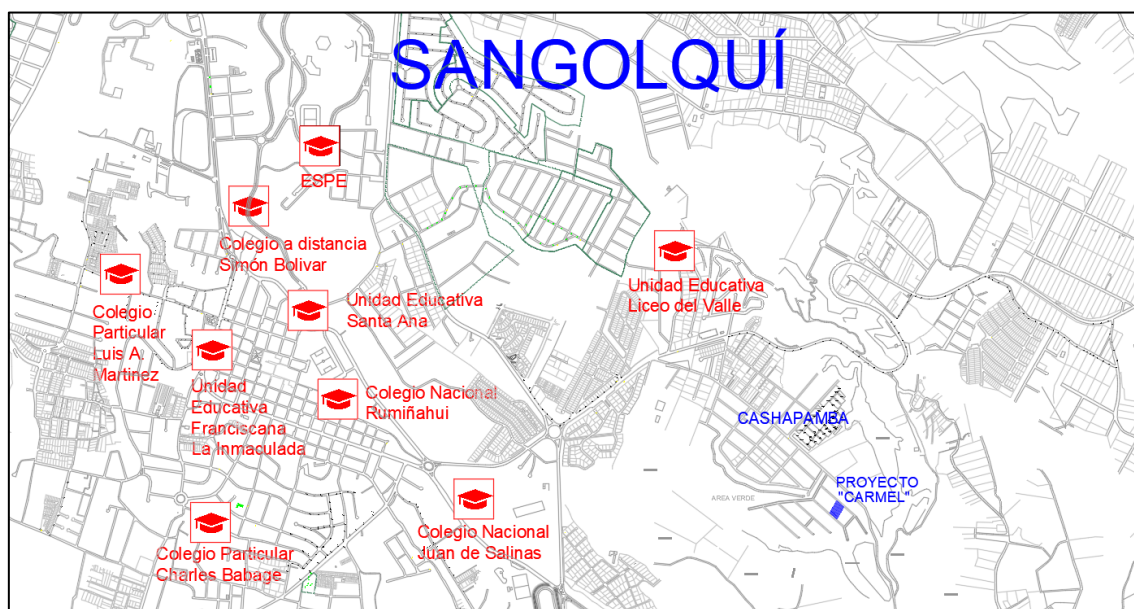 SANGOLQUÍ
ESPE
Colegio a distancia
Simón Bolivar
Colegio
Particular
Luis A.
Martinez
Unidad Educativa
Santa Ana
Unidad Educativa
Liceo del Valle
Unidad
Educativa
Franciscana
La Inmaculada
Colegio Nacional
Rumiñahui
CASHAPAMBA
PROYECTO
"CARMEL"
AREA VERDE
Colegio Nacional
Juan de Salinas
Colegio Particular
Charles Babage